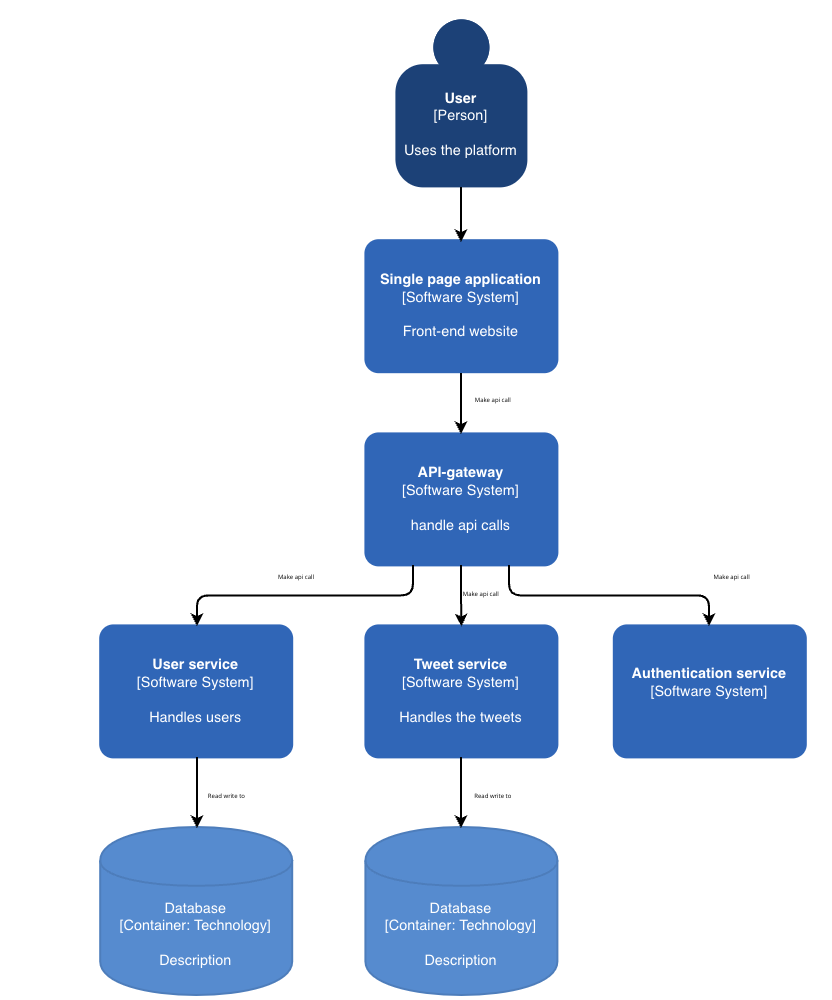 User
[Person]
Uses the platform
Single page application
[Software System]
Front-end website
Make api call
API-gateway
[Software System]
handle api calls
Make api call
Make api call
Make api call
User service
[Software System]
Handles users
Tweet service
[Software System]
Handles the tweets
Authentication service
[Software System]
Read write to
Read write to
Database
[Container: Technology]
Description
Database
[Container: Technology]
Description